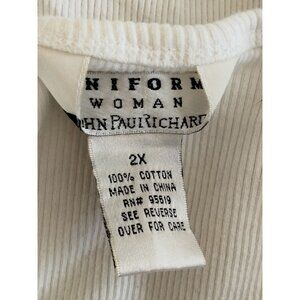 NIFORM
WOMAN
HN PAUL RICHARD
2X
100% COTTON
MADE IN CHINA
RN# 95519
SEE REVERSE
OVER FOR CARE